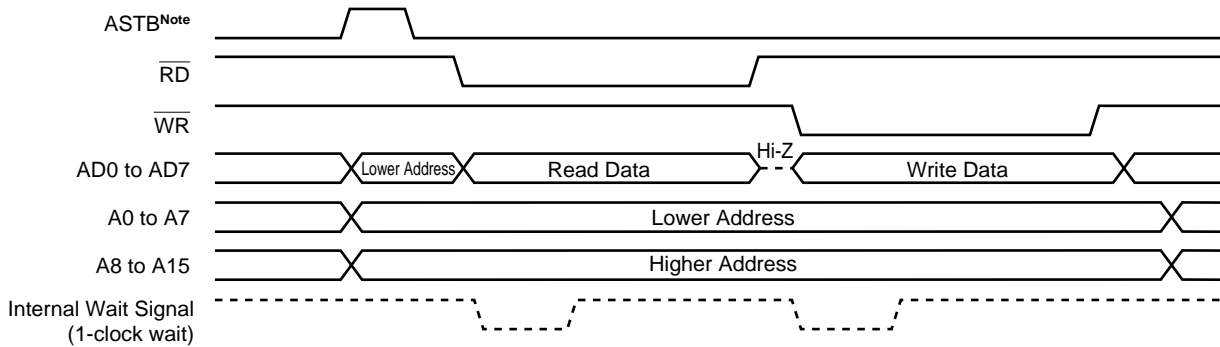 ASTBNote
RD
WR
Hi-Z
AD0 to AD7 Lower Address Read Data Write Data
A0 to A7 Lower Address
A8 to A15 Higher Address
Internal Wait Signal
(1-clock wait)